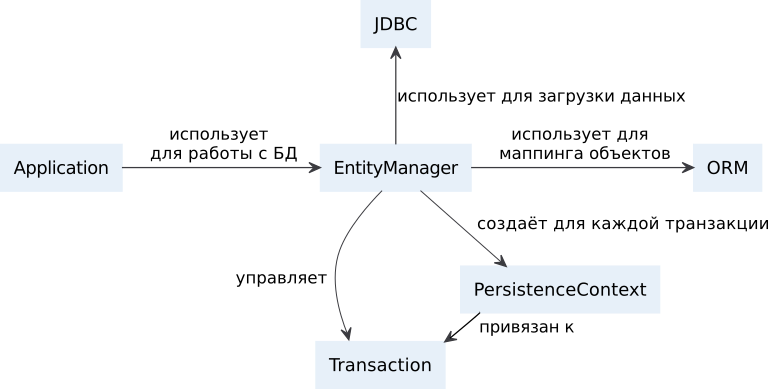 JDBC
использует для загрузки данных
использует
для работы с БД
использует для
маппинга объектов
Application
EntityManager
ORM
создаёт для каждой транзакции
управляет
PersistenceContext
привязан к
Transaction